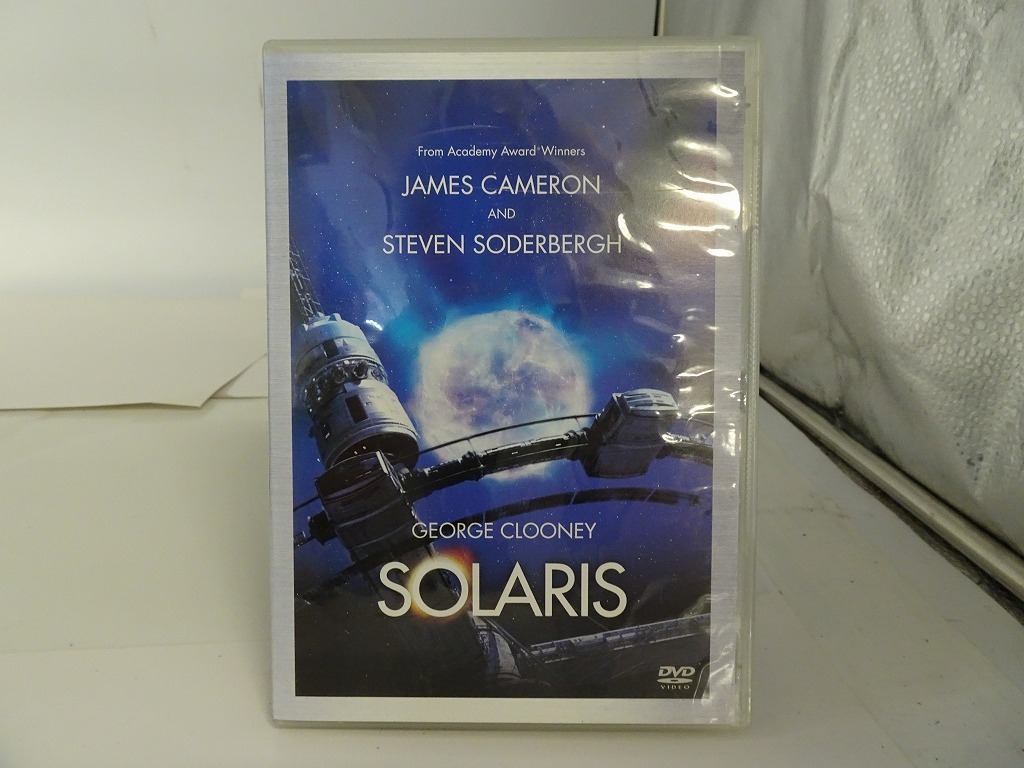 From Academy Award® Winners
JAMES CAMERON
AND
STEVEN SODERBERGH
GEORGE CLOONEY
SOLARIS
DVD
VIDEO